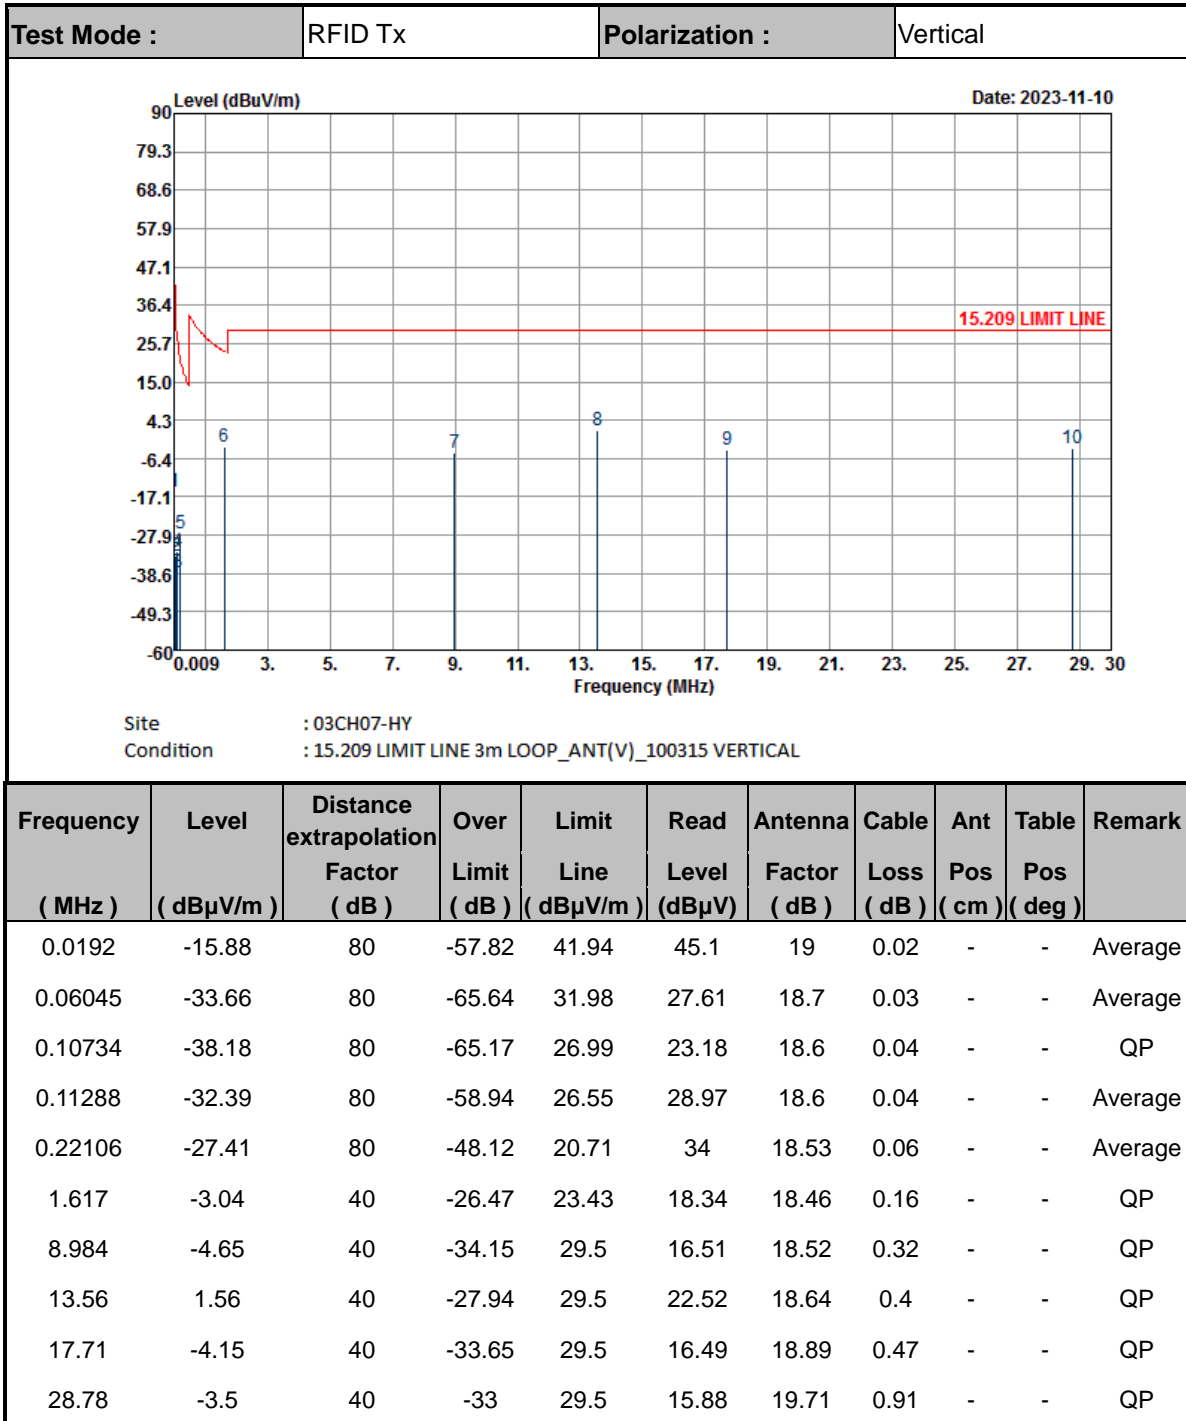 Test Mode : RFID Tx Polarization : Vertical
Level (dBuV/m) Date: 2023-11-10
90
79.3
68.6
57.9
47.1
36.4
15.209 LIMIT LINE
25.7
15.0
4.3
8
6
7
9
10
-6.4
-17.1
5
-27.9
-38.6
-49.3
-60
0.009 3. 5. 7. 9. 11. 13. 15. 17. 19. 21. 23. 25. 27. 29. 30
Frequency (MHz)
Site : 03CH07-HY
Condition : 15.209 LIMIT LINE 3m LOOP_ANT(V)_100315 VERTICAL
Frequency Level Distance extrapolation Over Limit Read Antenna Cable Ant Table Remark
Factor Limit Line Level Factor Loss Pos Pos
( MHz ) ( dBµV/m ) ( dB ) ( dB ) ( dBµV/m ) (dBµV) ( dB ) ( dB ) ( cm ) ( deg )
0.0192 -15.88 80 -57.82 41.94 45.1 19 0.02 - - Average
0.06045 -33.66 80 -65.64 31.98 27.61 18.7 0.03 - - Average
0.10734 -38.18 80 -65.17 26.99 23.18 18.6 0.04 - - QP
0.11288 -32.39 80 -58.94 26.55 28.97 18.6 0.04 - - Average
0.22106 -27.41 80 -48.12 20.71 34 18.53 0.06 - - Average
1.617 -3.04 40 -26.47 23.43 18.34 18.46 0.16 - - QP
8.984 -4.65 40 -34.15 29.5 16.51 18.52 0.32 - - QP
13.56 1.56 40 -27.94 29.5 22.52 18.64 0.4 - - QP
17.71 -4.15 40 -33.65 29.5 16.49 18.89 0.47 - - QP
28.78 -3.5 40 -33 29.5 15.88 19.71 0.91 - - QP